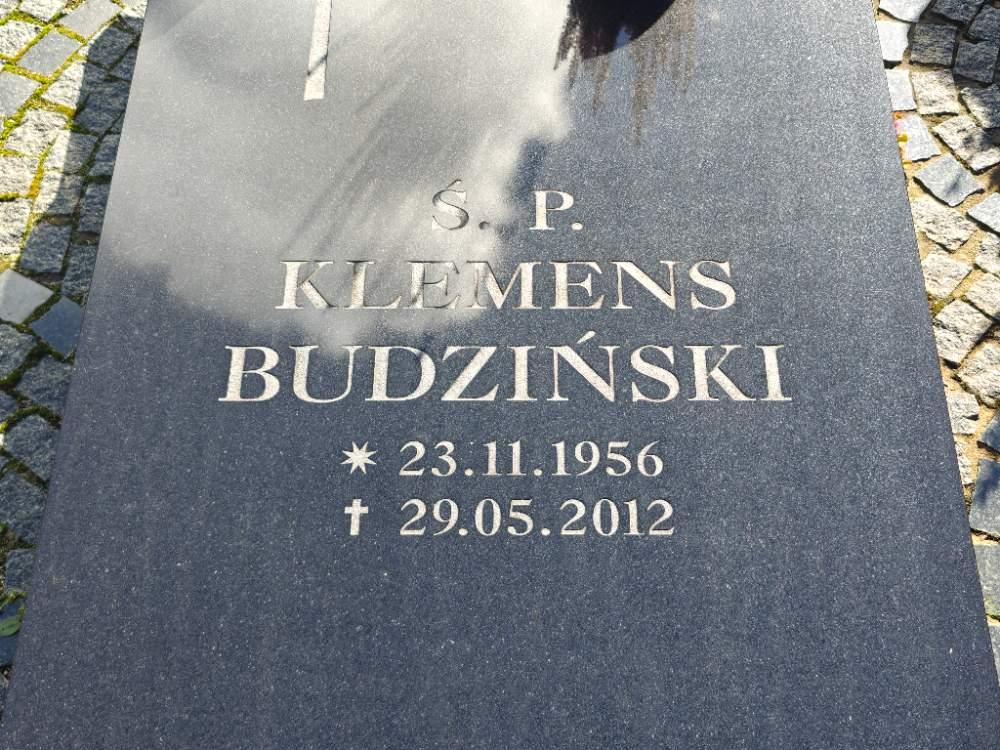 Ś. P.
KLEMENS
BUDZIŃSKI
* 23.11.1956
† 29.05.2012